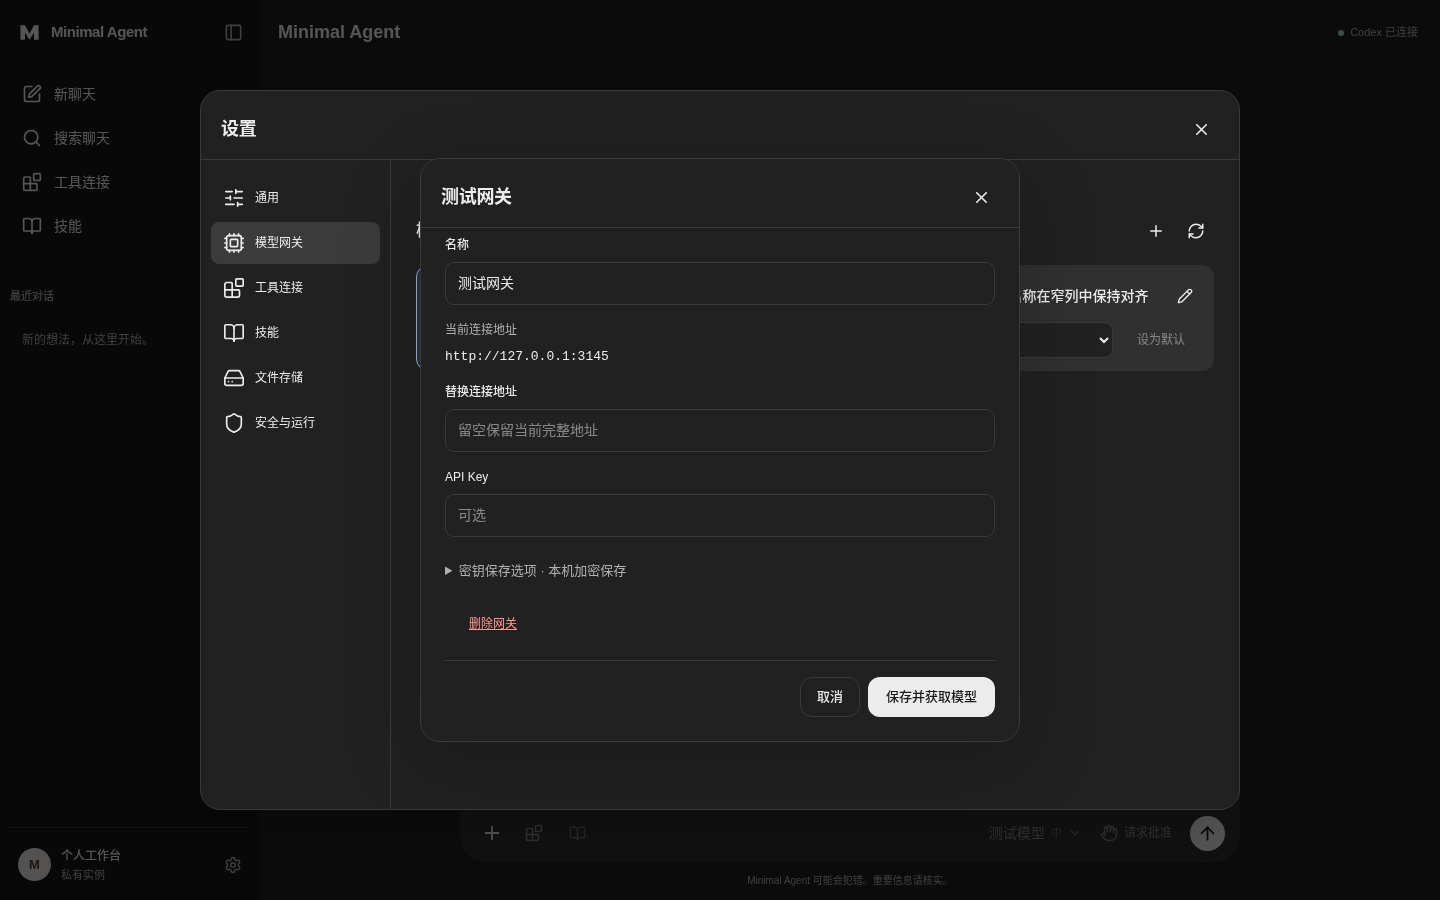 Minimal Agent
Minimal Agent
Codex 已连接
新聊天
搜索聊天
工具连接
技能
最近对话
新的想法，从这里开始。
M
个人工作台
私有实例
设置
通用
模型网关
工具连接
技能
文件存储
安全与运行
称在窄列中保持对齐
设为默认
测试网关
名称
测试网关
当前连接地址
http://127.0.0.1:3145
替换连接地址
留空保留当前完整地址
API Key
可选
密钥保存选项 · 本机加密保存
删除网关
取消
保存并获取模型
测试模型 中
请求批准
Minimal Agent 可能会犯错。重要信息请核实。